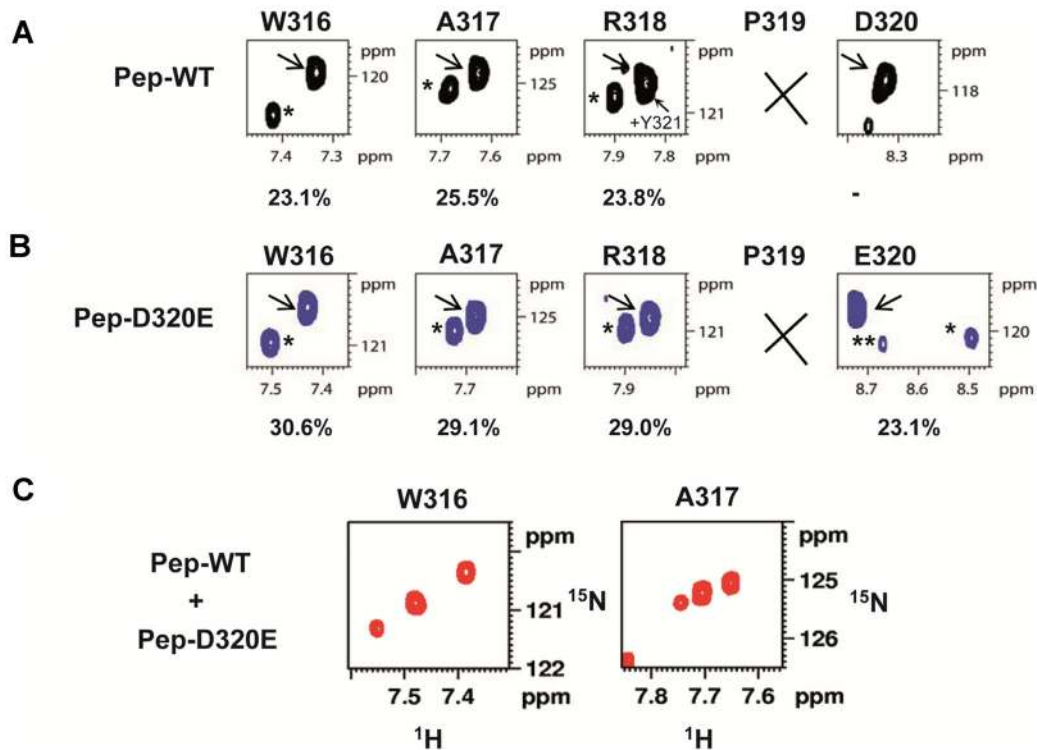 A
Pep-WT
W316 A317 R318 P319 D320
ppm ppm ppm ppm
120 125 121 118
* * * +Y321
7.4 7.3 ppm 7.7 7.6 ppm 7.9 7.8 ppm 8.3 ppm
23.1% 25.5% 23.8% -
B
Pep-D320E
W316 A317 R318 P319 E320
ppm ppm ppm ppm
121 125 121 120
* * * ** *
7.5 7.4 ppm 7.7 ppm 7.9 ppm 8.7 8.6 8.5 ppm
30.6% 29.1% 29.0% 23.1%
C
Pep-WT
+
Pep-D320E
W316 A317
ppm ppm
121 ¹⁵N 125 ¹⁵N
122 126
7.5 7.4 ppm 7.8 7.7 7.6 ppm
¹H ¹H